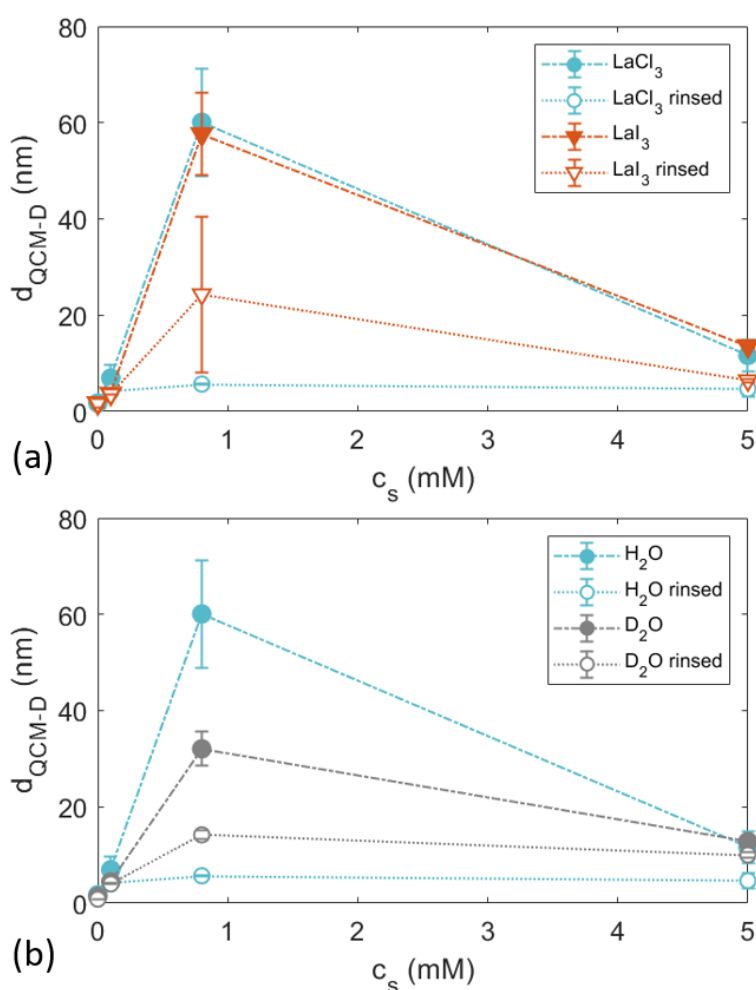 80
60
40
20
0
d_QCM-D (nm)
LaCl₃
LaCl₃ rinsed
LaI₃
LaI₃ rinsed
0 1 2 3 4 5
c_s (mM)
(a)
80
60
40
20
0
d_QCM-D (nm)
H₂O
H₂O rinsed
D₂O
D₂O rinsed
0 1 2 3 4 5
c_s (mM)
(b)